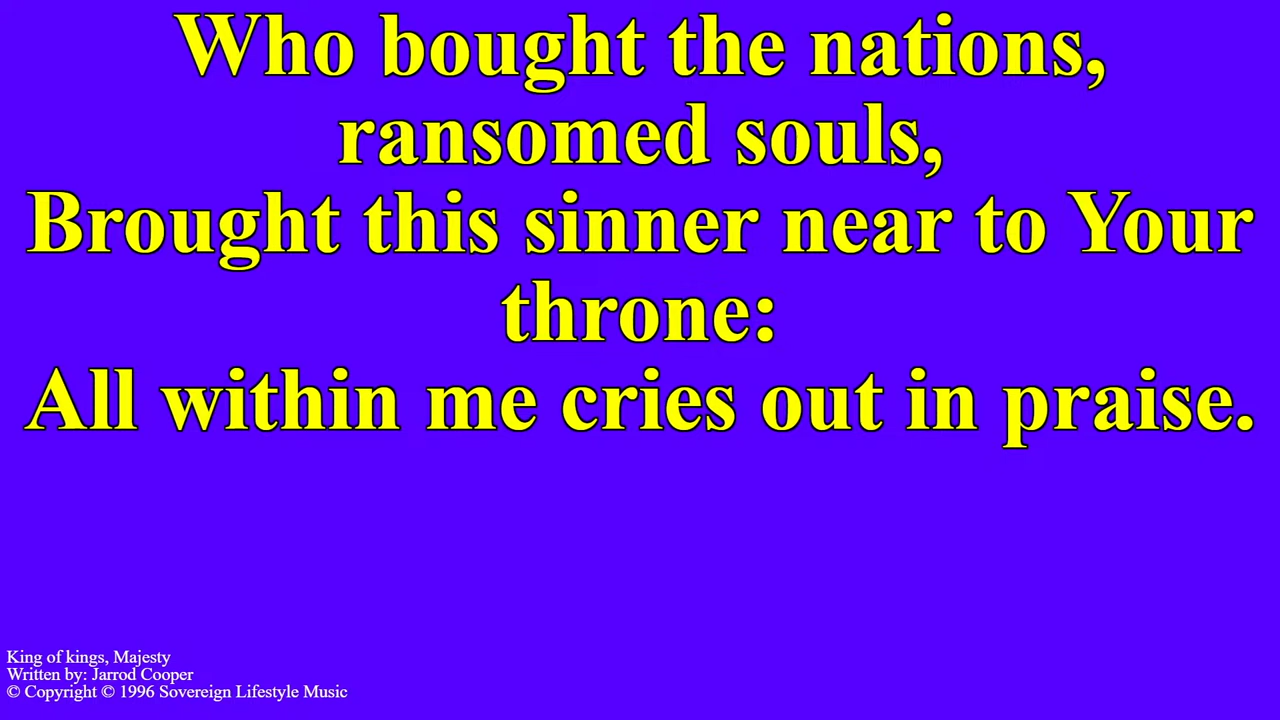 Who bought the nations,
ransomed souls,
Brought this sinner near to Your
throne:
All within me cries out in praise.
King of kings, Majesty
Written by: Jarrod Cooper
© Copyright © 1996 Sovereign Lifestyle Music